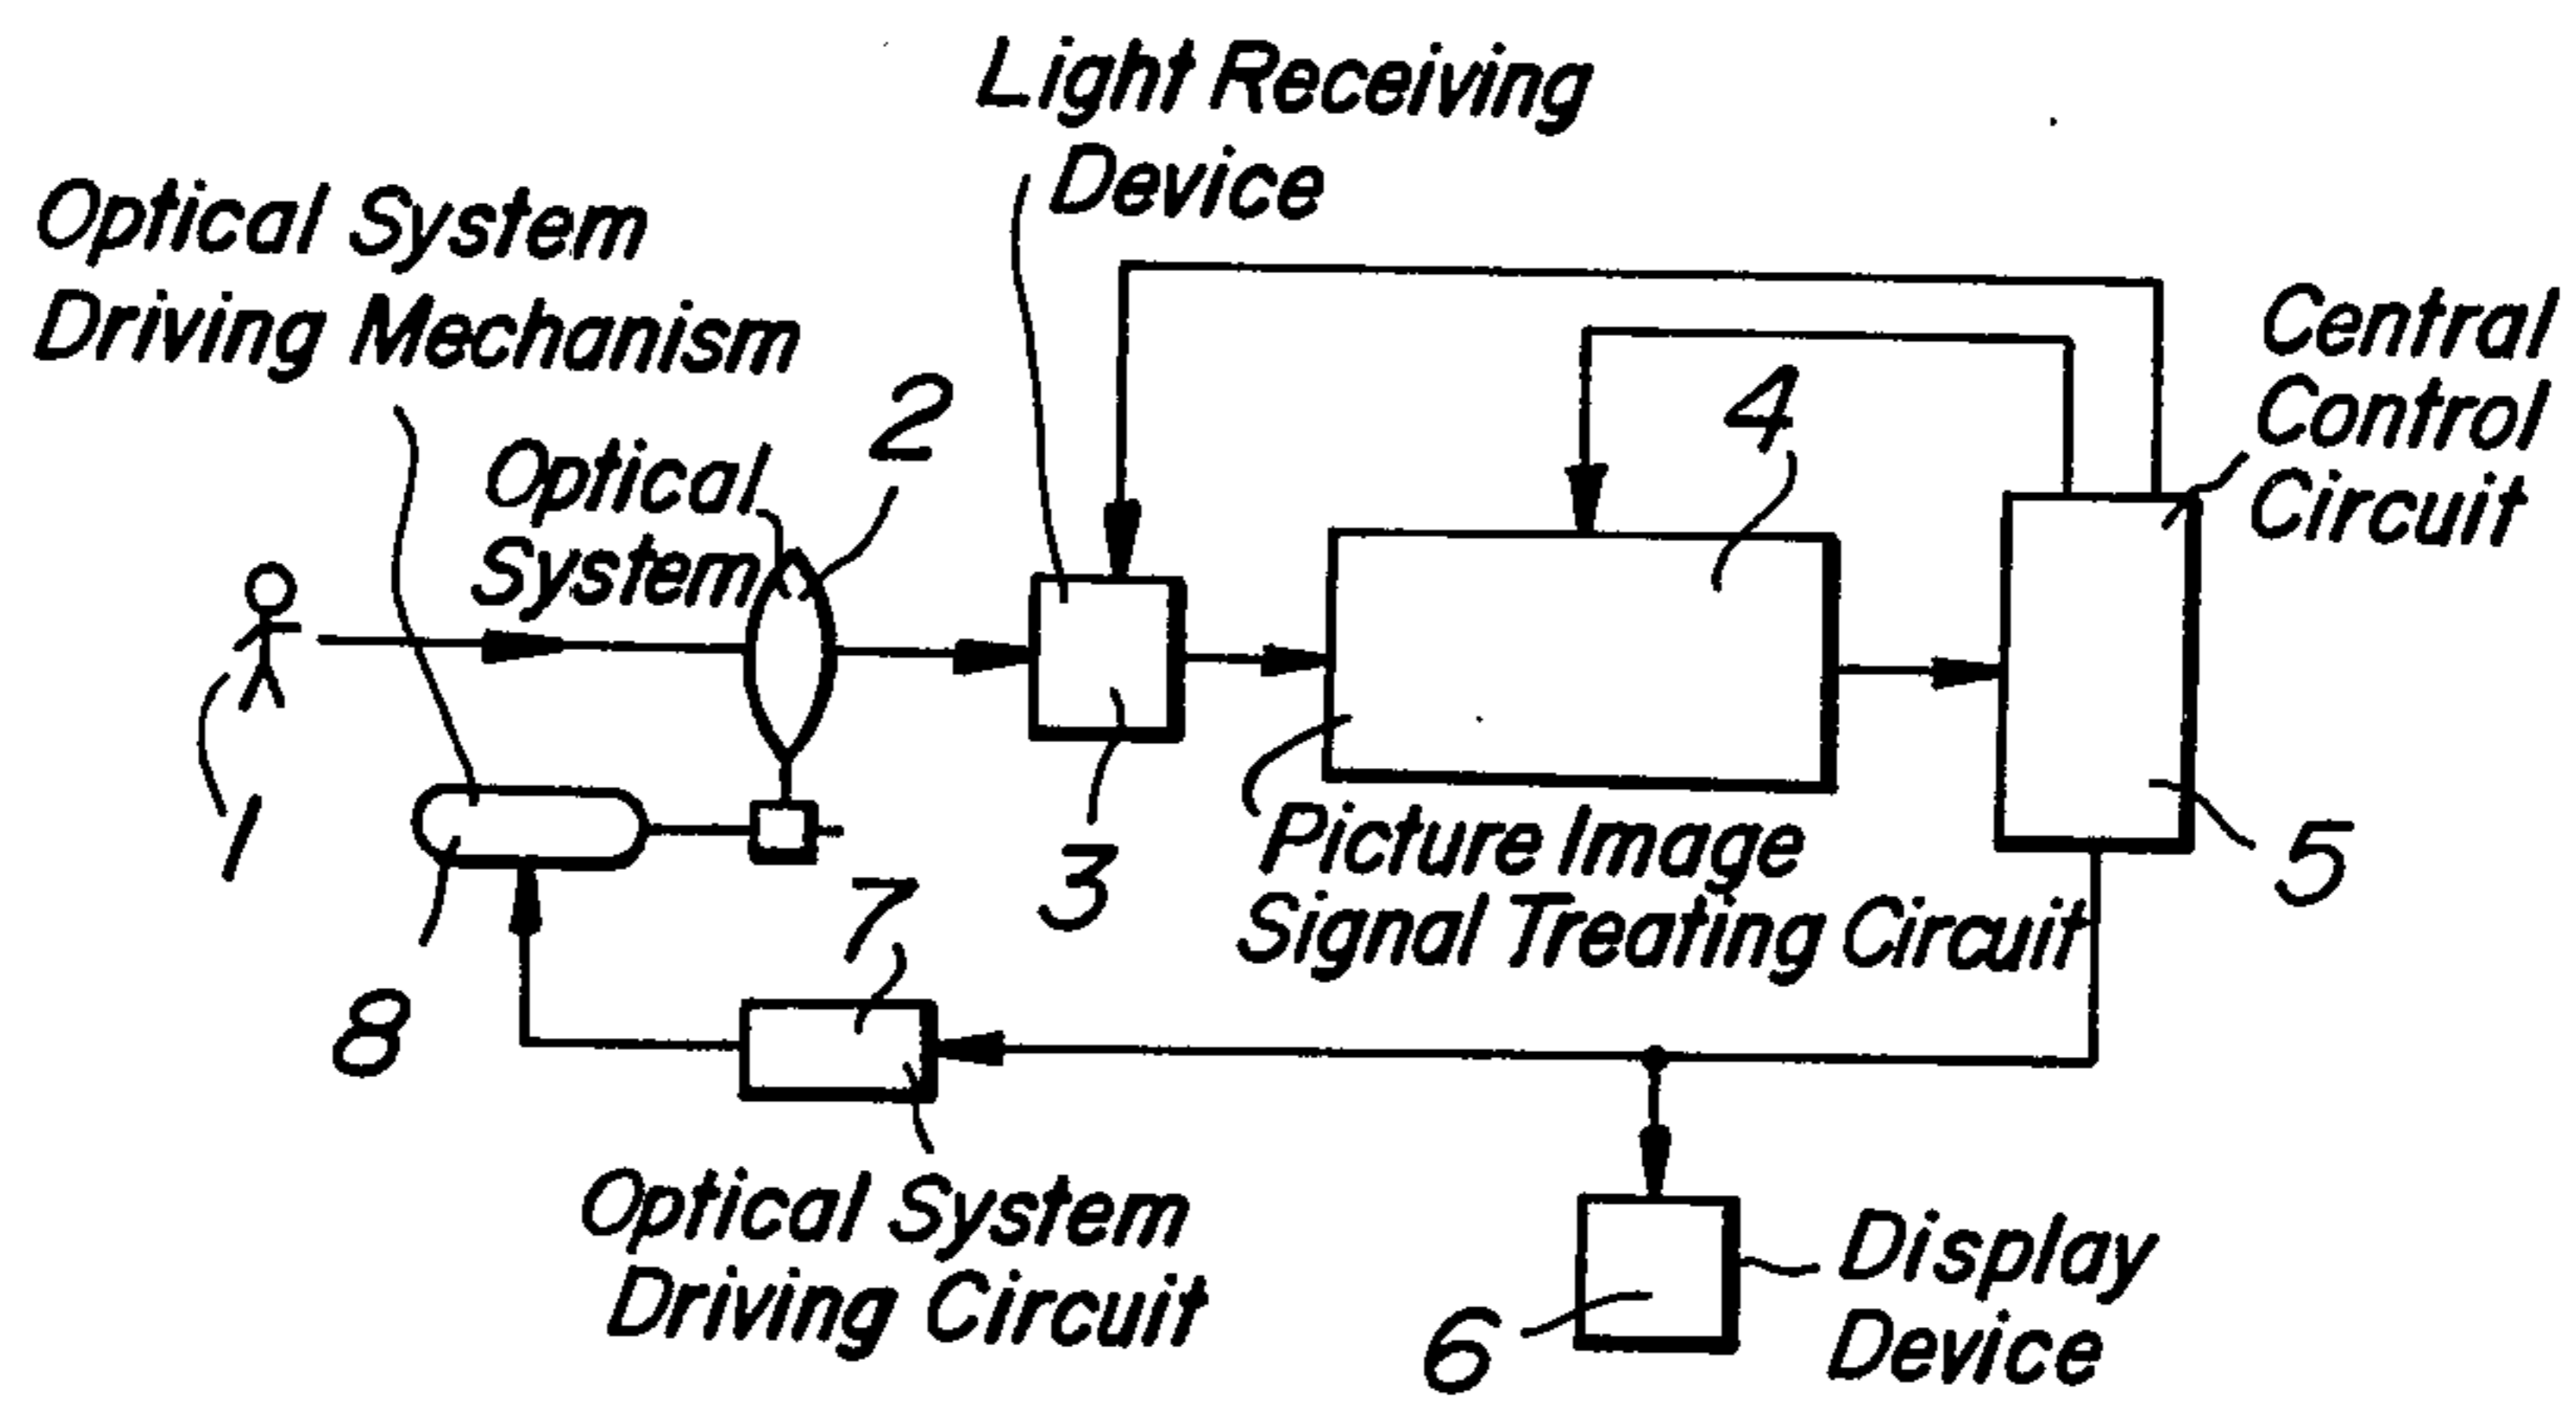 Light Receiving
Device
Optical System
Driving Mechanism
Central
Control
Circuit
2
4
Optical
System
1
3
Picture Image
Signal Treating Circuit
5
7
8
Optical System
Driving Circuit
6
Display
Device